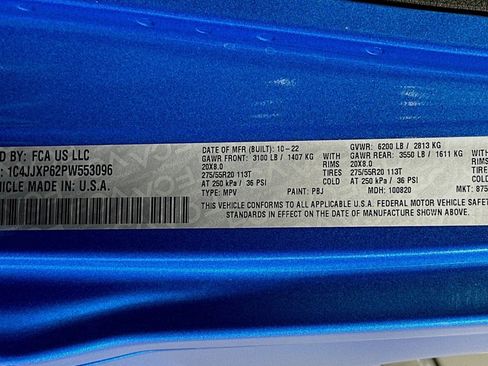 ED BY: FCA US LLC
: 1C4JJXP62PW553096
EHICLE MADE IN U.S.A.
DATE OF MFR (BUILT): 10-22 GVWR: 6200 LB / 2813 KG
GAWR FRONT: 3100 LB / 1407 KG WITH GAWR REAR: 3550 LB / 1611 KG WITH
20X8.0 RIMS 20X8.0 RIMS
275/55R20 113T TIRES 275/55R20 113T TIRES
AT 250 kPa / 36 PSI AT 250 kPa / 36 PSI
TYPE: MPV PAINT: PBJ MDH: 100820 MKT: 875
THIS VEHICLE CONFORMS TO ALL APPLICABLE U.S.A. FEDERAL MOTOR VEHICLE SAFET
STANDARDS IN EFFECT ON THE DATE OF MANUFACTURE SHOWN ABOVE.